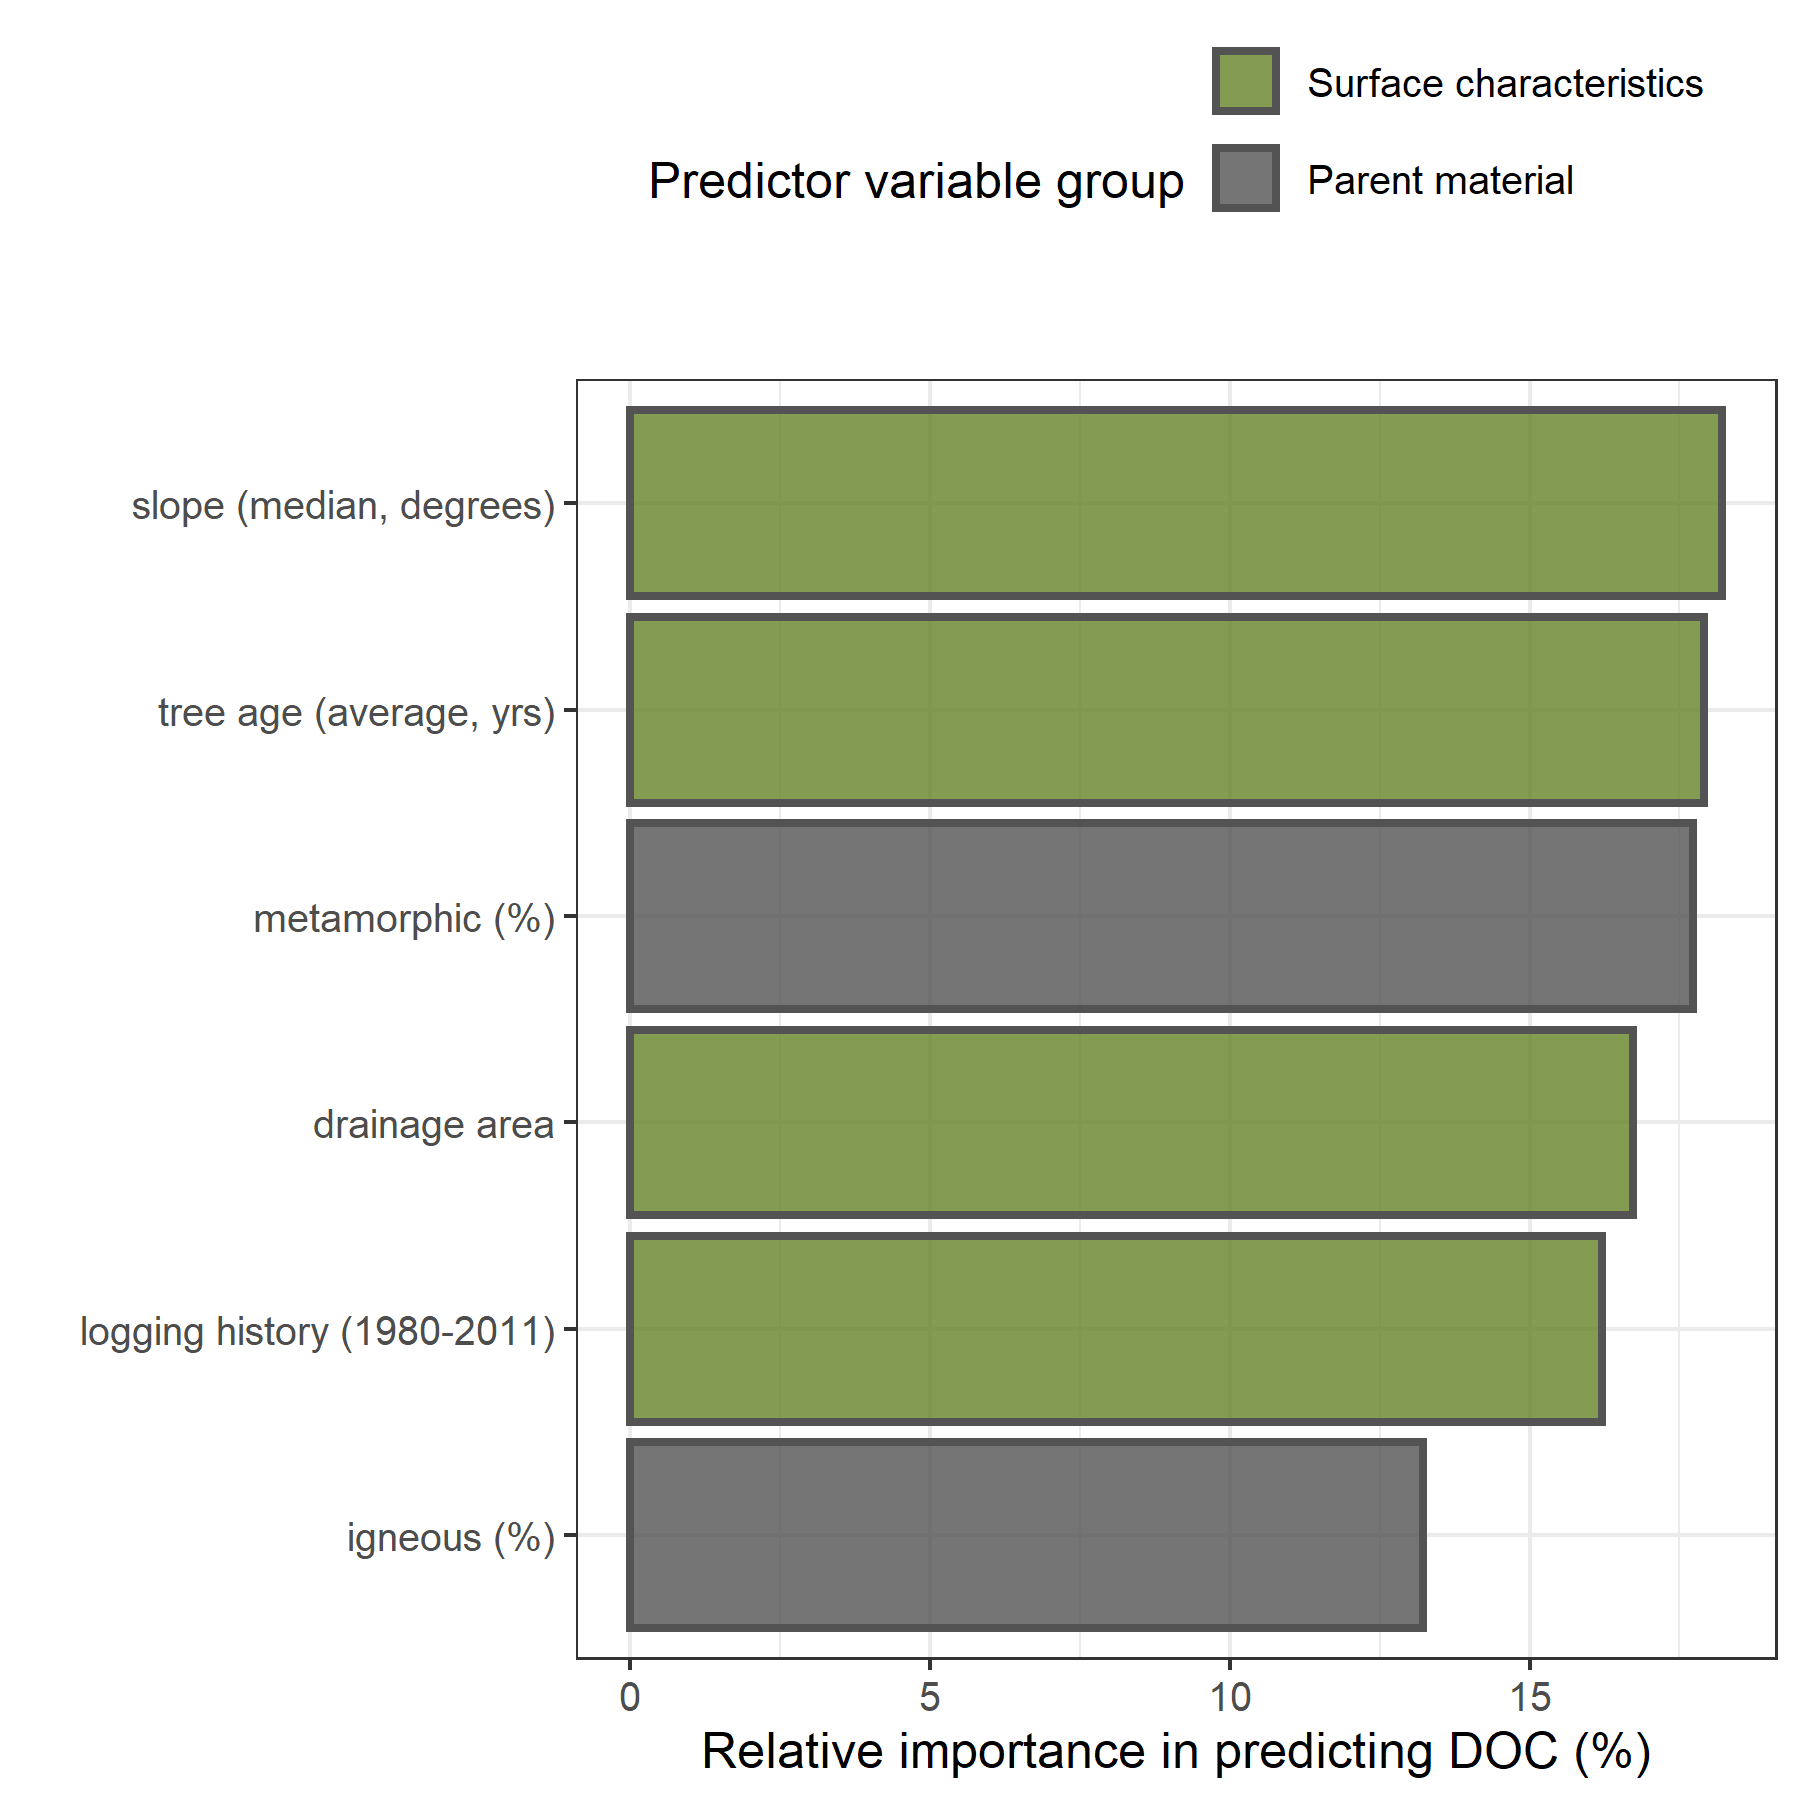 Surface characteristics
Predictor variable group
Parent material
slope (median, degrees)
tree age (average, yrs)
metamorphic (%)
drainage area
logging history (1980-2011)
igneous (%)
0 5 10 15
Relative importance in predicting DOC (%)